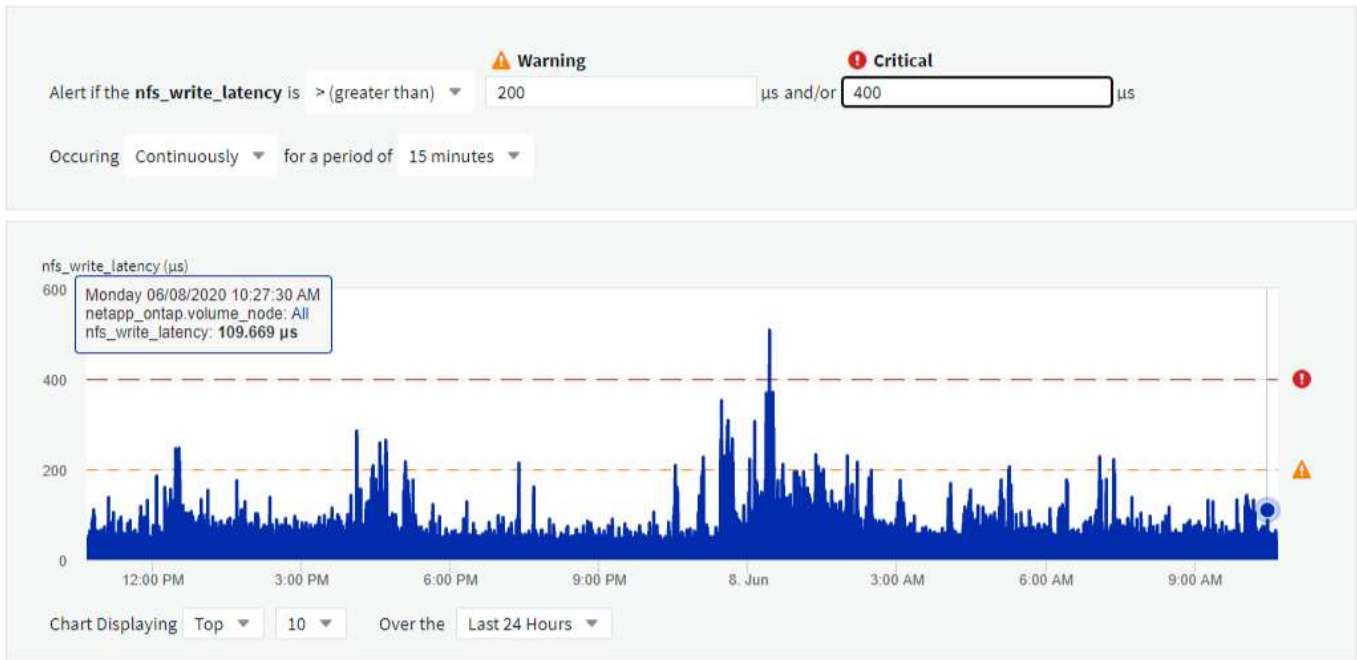 Warning
Critical
Alert if the nfs_write_latency is > (greater than) 200 µs and/or 400 µs
Occuring Continuously for a period of 15 minutes
nfs_write_latency (µs)
600
Monday 06/08/2020 10:27:30 AM
netapp_ontap.volume_node: All
nfs_write_latency: 109.669 µs
400
200
0
12:00 PM 3:00 PM 6:00 PM 9:00 PM 8. Jun 3:00 AM 6:00 AM 9:00 AM
Chart Displaying Top 10 Over the Last 24 Hours